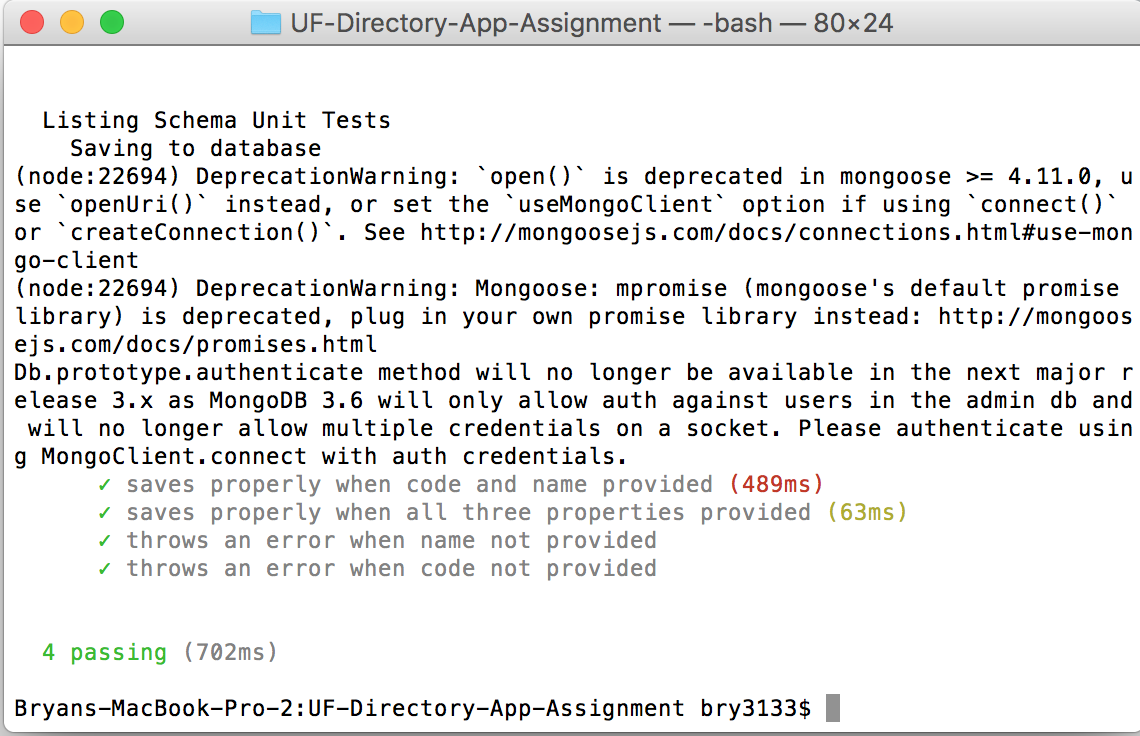 UF-Directory-App-Assignment — -bash — 80×24
Listing Schema Unit Tests
Saving to database
(node:22694) DeprecationWarning: `open()` is deprecated in mongoose >= 4.11.0, u
se `openUri()` instead, or set the `useMongoClient` option if using `connect()`
or `createConnection()`. See http://mongoosejs.com/docs/connections.html#use-mon
go-client
(node:22694) DeprecationWarning: Mongoose: mpromise (mongoose's default promise
library) is deprecated, plug in your own promise library instead: http://mongoos
ejs.com/docs/promises.html
Db.prototype.authenticate method will no longer be available in the next major r
elease 3.x as MongoDB 3.6 will only allow auth against users in the admin db and
will no longer allow multiple credentials on a socket. Please authenticate usin
g MongoClient.connect with auth credentials.
✓ saves properly when code and name provided (489ms)
✓ saves properly when all three properties provided (63ms)
✓ throws an error when name not provided
✓ throws an error when code not provided
4 passing (702ms)
Bryans-MacBook-Pro-2:UF-Directory-App-Assignment bry3133$